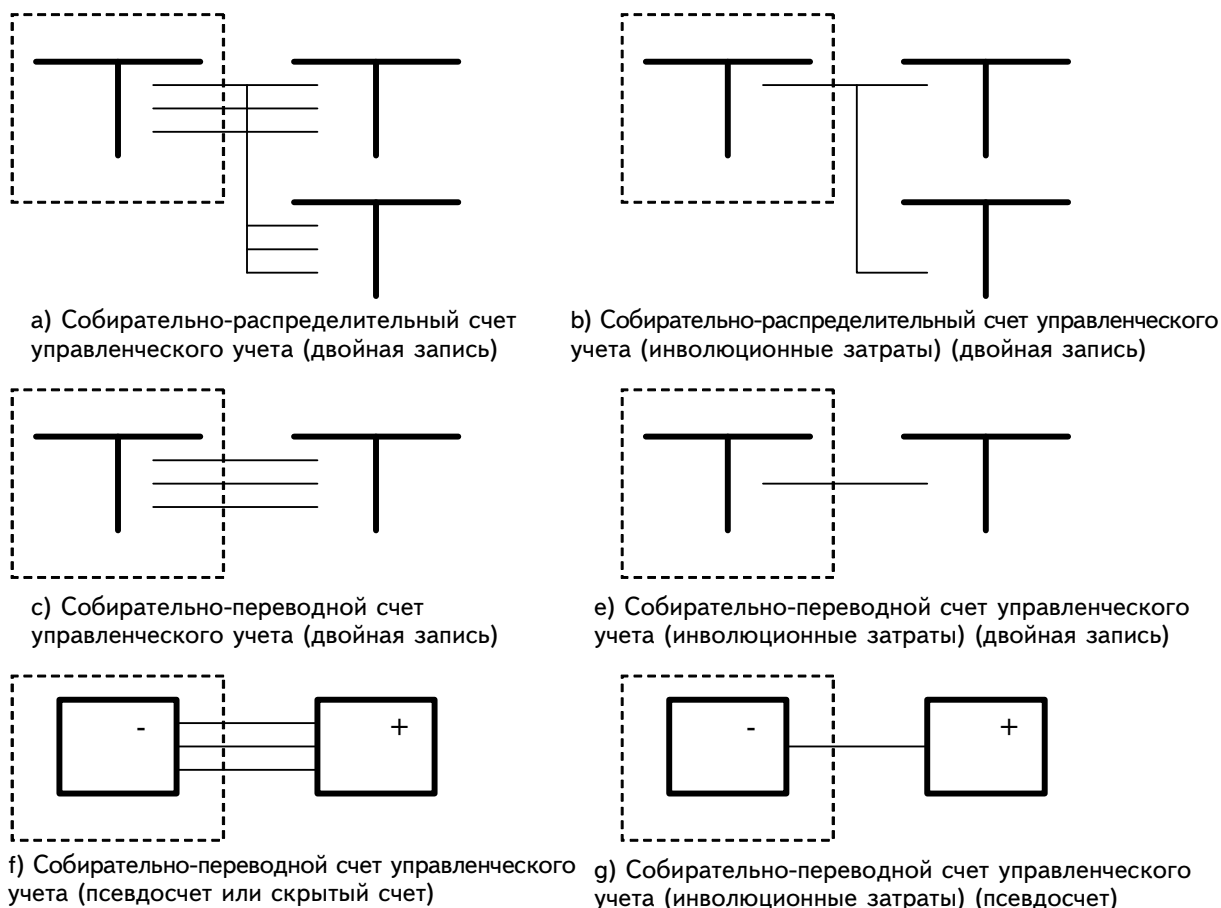 a) Собирательно-распределительный счет
управленческого учета (двойная запись)
b) Собирательно-распределительный счет управленческого
учета (инволюционные затраты) (двойная запись)
c) Собирательно-переводной счет
управленческого учета (двойная запись)
e) Собирательно-переводной счет управленческого
учета (инволюционные затраты) (двойная запись)
-
+
-
+
f) Собирательно-переводной счет управленческого
учета (псевдосчет или скрытый счет)
g) Собирательно-переводной счет управленческого
учета (инволюционные затраты) (псевдосчет)